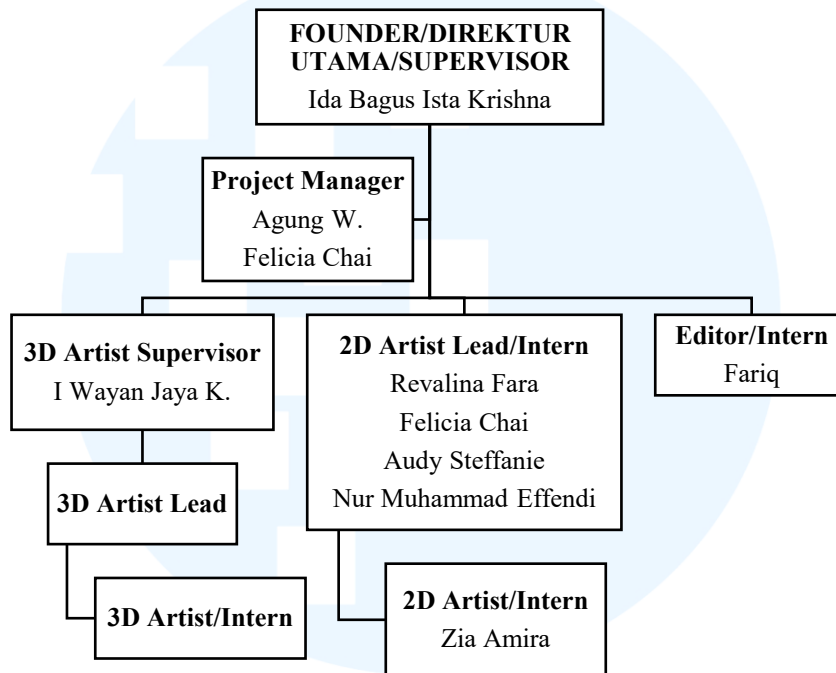 FOUNDER/DIREKTUR
UTAMA/SUPERVISOR
Ida Bagus Ista Krishna
Project Manager
Agung W.
Felicia Chai
3D Artist Supervisor
I Wayan Jaya K.
2D Artist Lead/Intern
Revalina Fara
Felicia Chai
Audy Steffanie
Nur Muhammad Effendi
Editor/Intern
Fariq
3D Artist Lead
3D Artist/Intern
2D Artist/Intern
Zia Amira